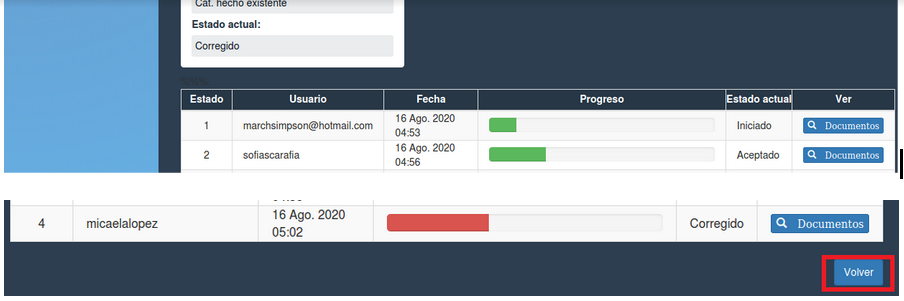 Cat. hecho existente
Estado actual:
Corregido
Estado Usuario Fecha Progreso Estado actual Ver
1 marchsimpson@hotmail.com 16 Ago. 2020 04:53 Iniciado Documentos
2 sofiascarafia 16 Ago. 2020 04:56 Aceptado Documentos
4 micaelalopez 16 Ago. 2020 05:02 Corregido Documentos
Volver